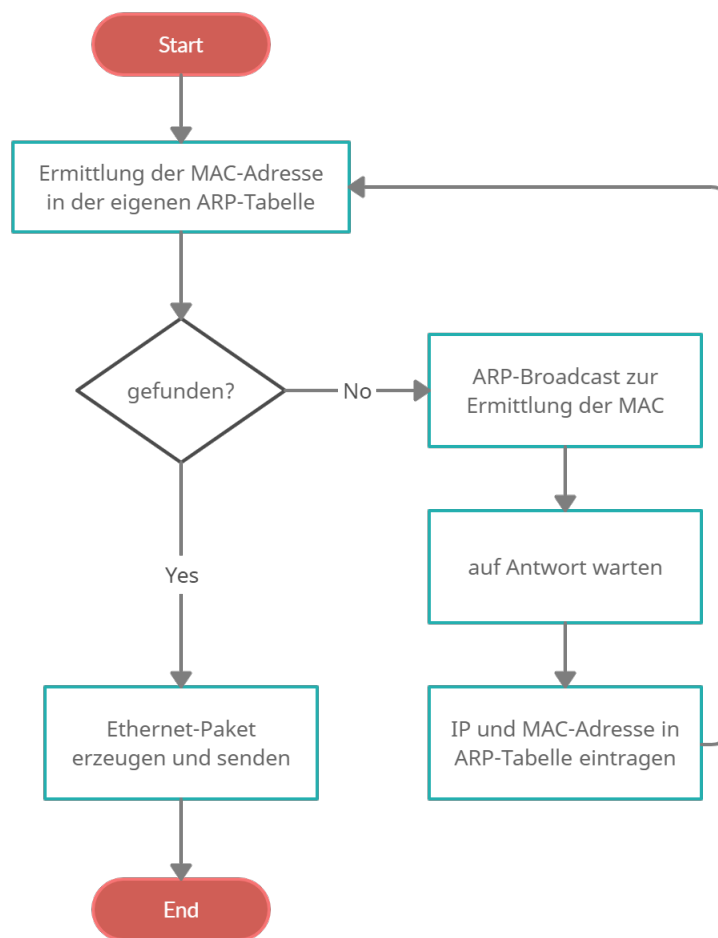 Start
Ermittlung der MAC-Adresse
in der eigenen ARP-Tabelle
gefunden?
No
ARP-Broadcast zur
Ermittlung der MAC
auf Antwort warten
Yes
Ethernet-Paket
erzeugen und senden
IP und MAC-Adresse in
ARP-Tabelle eintragen
End